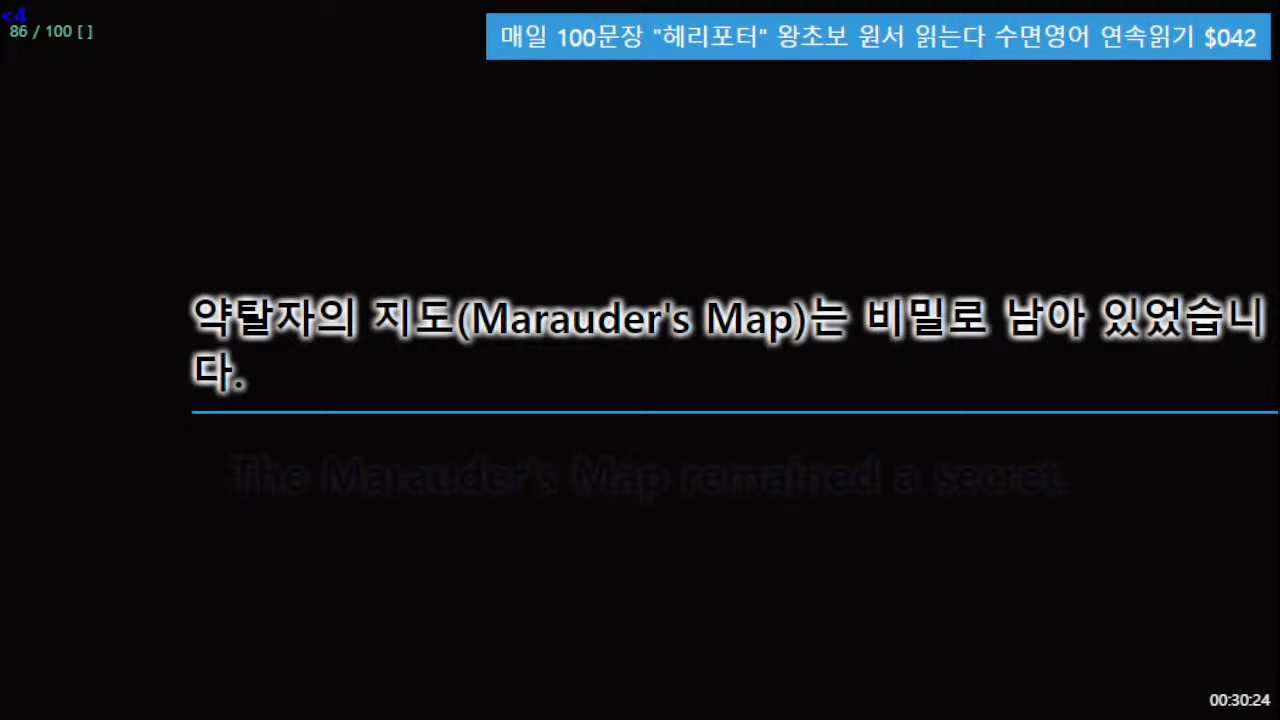 <4
86 / 100 [ ]
매일 100문장 "헤리포터" 왕초보 원서 읽는다 수면영어 연속읽기 $042
약탈자의 지도(Marauder's Map)는 비밀로 남아 있었습니
다.
The Marauder's Map remained a secret.
00:30:24